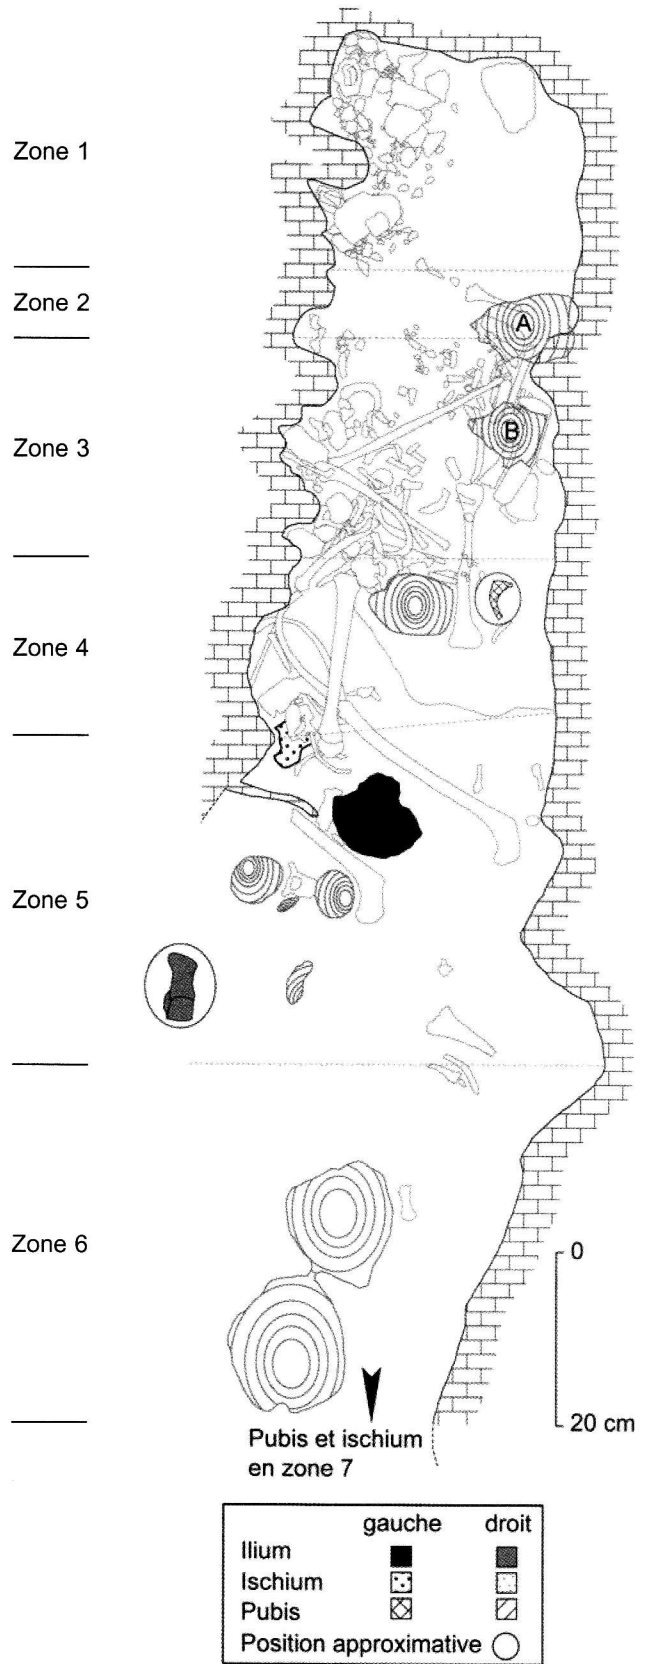 Zone 1
Zone 2
A
Zone 3
B
Zone 4
Zone 5
Zone 6
0
20 cm
Pubis et ischium
en zone 7
gauche droit
Ilium
Ischium
Pubis
Position approximative